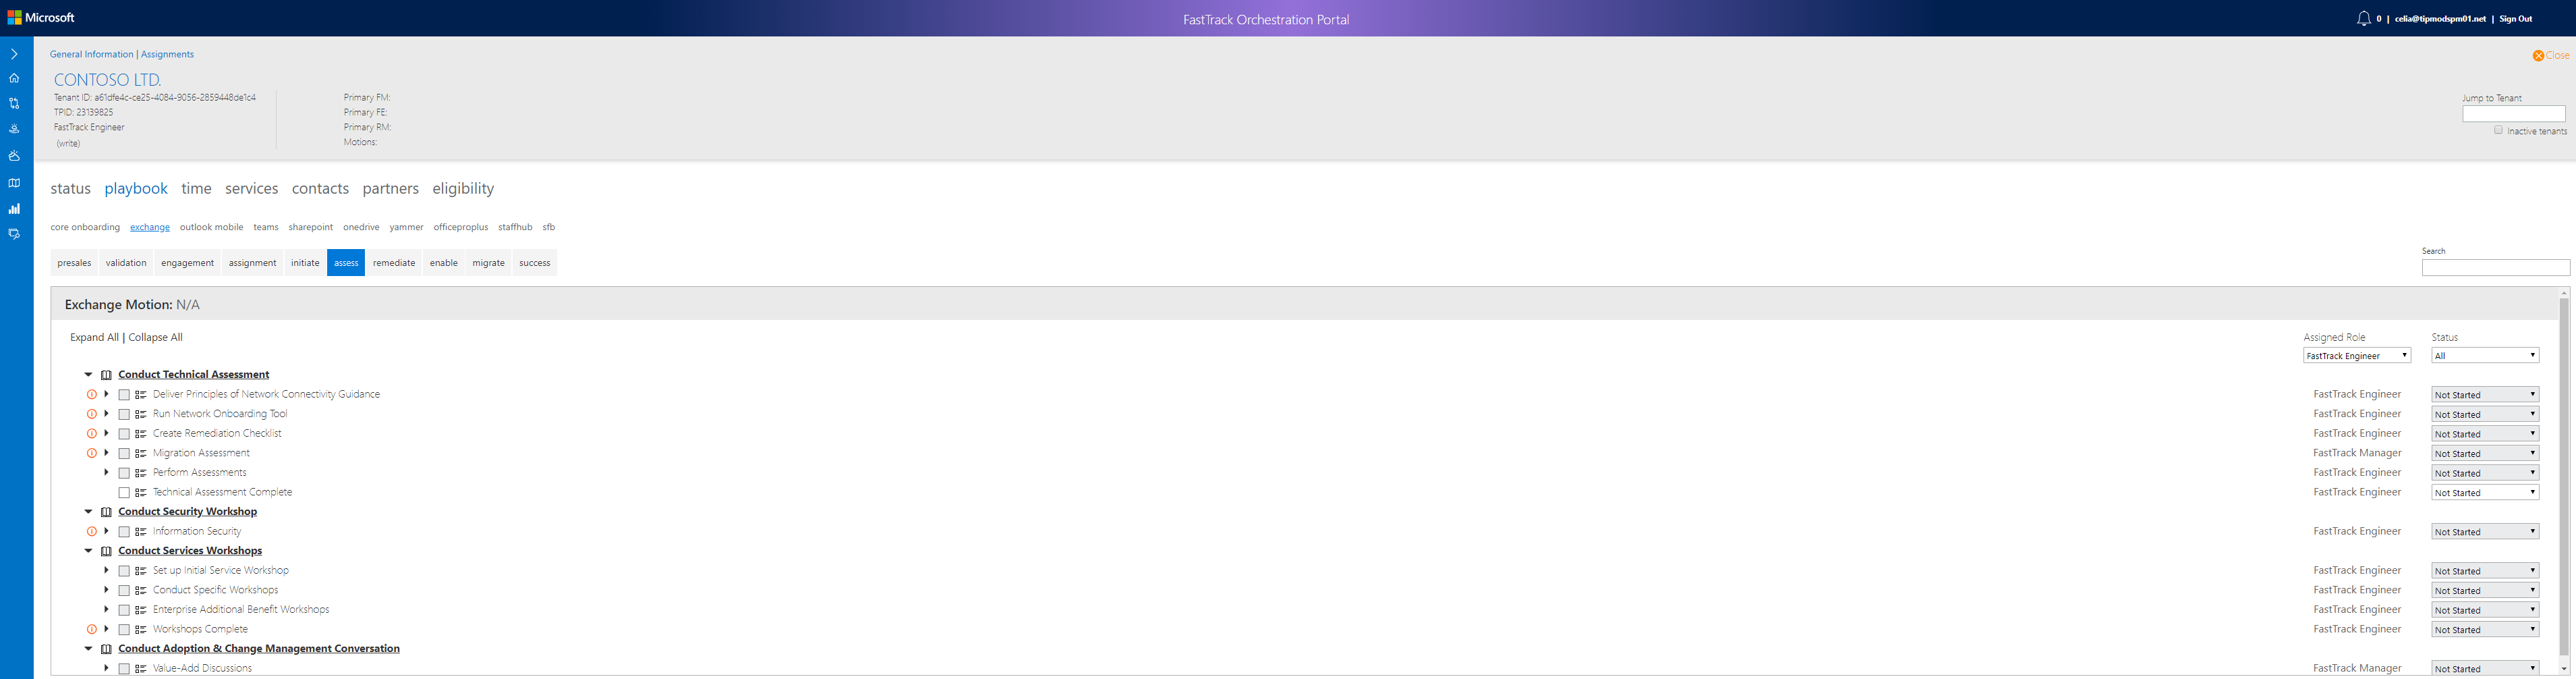 Microsoft
FastTrack Orchestration Portal
0 | celia@tipmodspm01.net | Sign Out
General Information | Assignments
Close
CONTOSO LTD.
Tenant ID: a61dfe4c-ce25-4084-9056-2859448de1c4
TPID: 23139825
FastTrack Engineer
(write)
Primary FM:
Primary FE:
Primary RM:
Motions:
Jump to Tenant
Inactive tenants
status playbook time services contacts partners eligibility
core onboarding exchange outlook mobile teams sharepoint onedrive yammer officeproplus staffhub sfb
presales validation engagement assignment initiate assess remediate enable migrate success
Search
Exchange Motion: N/A
Expand All | Collapse All
Assigned Role Status
FastTrack Engineer All
Conduct Technical Assessment
Deliver Principles of Network Connectivity Guidance FastTrack Engineer Not Started
Run Network Onboarding Tool FastTrack Engineer Not Started
Create Remediation Checklist FastTrack Engineer Not Started
Migration Assessment FastTrack Manager Not Started
Perform Assessments FastTrack Engineer Not Started
Technical Assessment Complete FastTrack Engineer Not Started
Conduct Security Workshop
Information Security FastTrack Engineer Not Started
Conduct Services Workshops
Set up Initial Service Workshop FastTrack Engineer Not Started
Conduct Specific Workshops FastTrack Engineer Not Started
Enterprise Additional Benefit Workshops FastTrack Engineer Not Started
Workshops Complete FastTrack Engineer Not Started
Conduct Adoption & Change Management Conversation
Value-Add Discussions FastTrack Manager Not Started